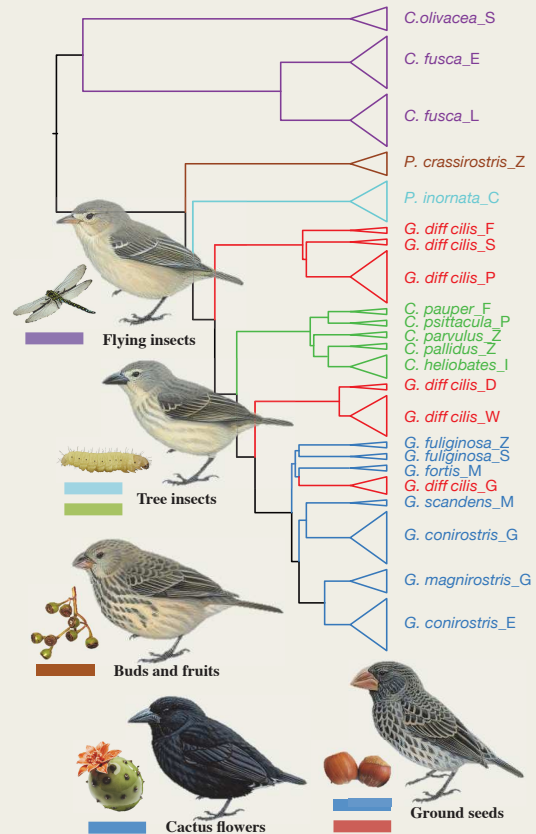 C.olivacea_S
C. fusca_E
C. fusca_L
P. crassirostris_Z
P. inornata_C
G. diff cilis_F
G. diff cilis_S
G. diff cilis_P
C. pauper_F
C. psittacula_P
C. parvulus_Z
C. pallidus_Z
C. heliobates_I
G. diff cilis_D
G. diff cilis_W
G. fuliginosa_Z
G. fuliginosa_S
G. fortis_M
G. diff cilis_G
G. scandens_M
G. conirostris_G
G. magnirostris_G
G. conirostris_E
Flying insects
Tree insects
Buds and fruits
Cactus flowers
Ground seeds